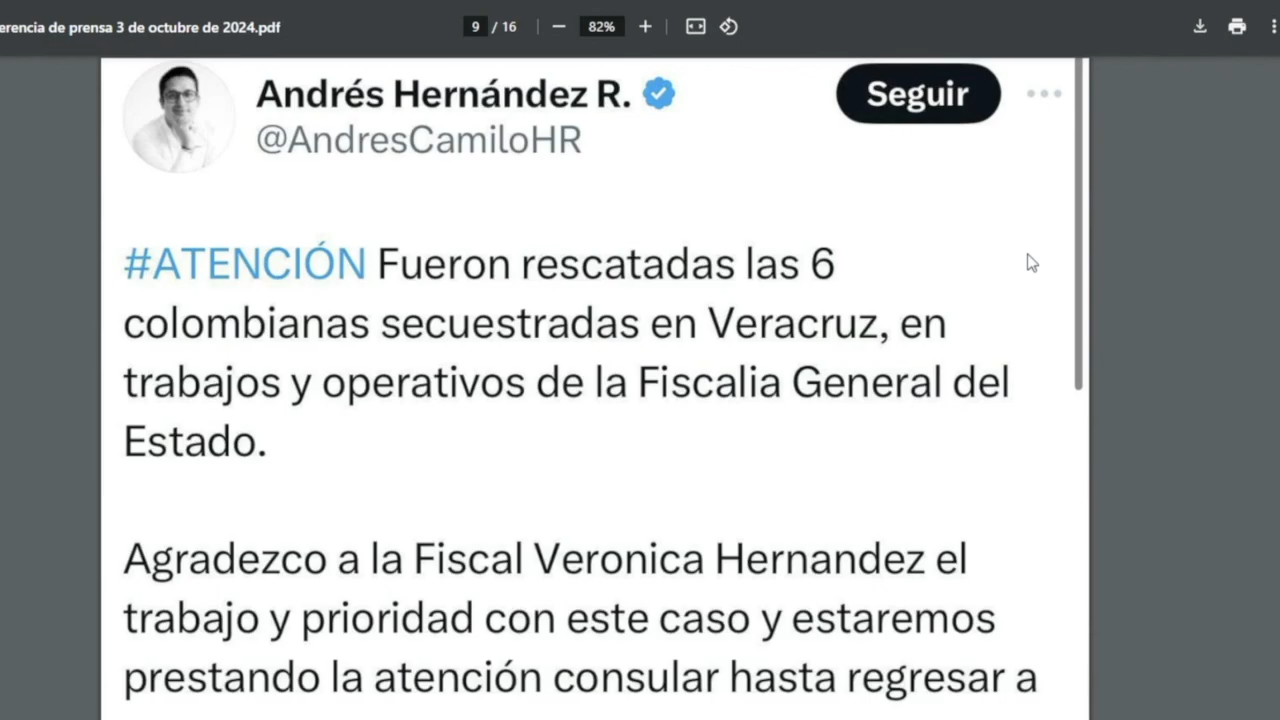 erencia de prensa 3 de octubre de 2024.pdf
9 / 16
82%
Andrés Hernández R.
Seguir
@AndresCamiloHR
#ATENCIÓN Fueron rescatadas las 6
colombianas secuestradas en Veracruz, en
trabajos y operativos de la Fiscalia General del
Estado.
Agradezco a la Fiscal Veronica Hernandez el
trabajo y prioridad con este caso y estaremos
prestando la atención consular hasta regresar a